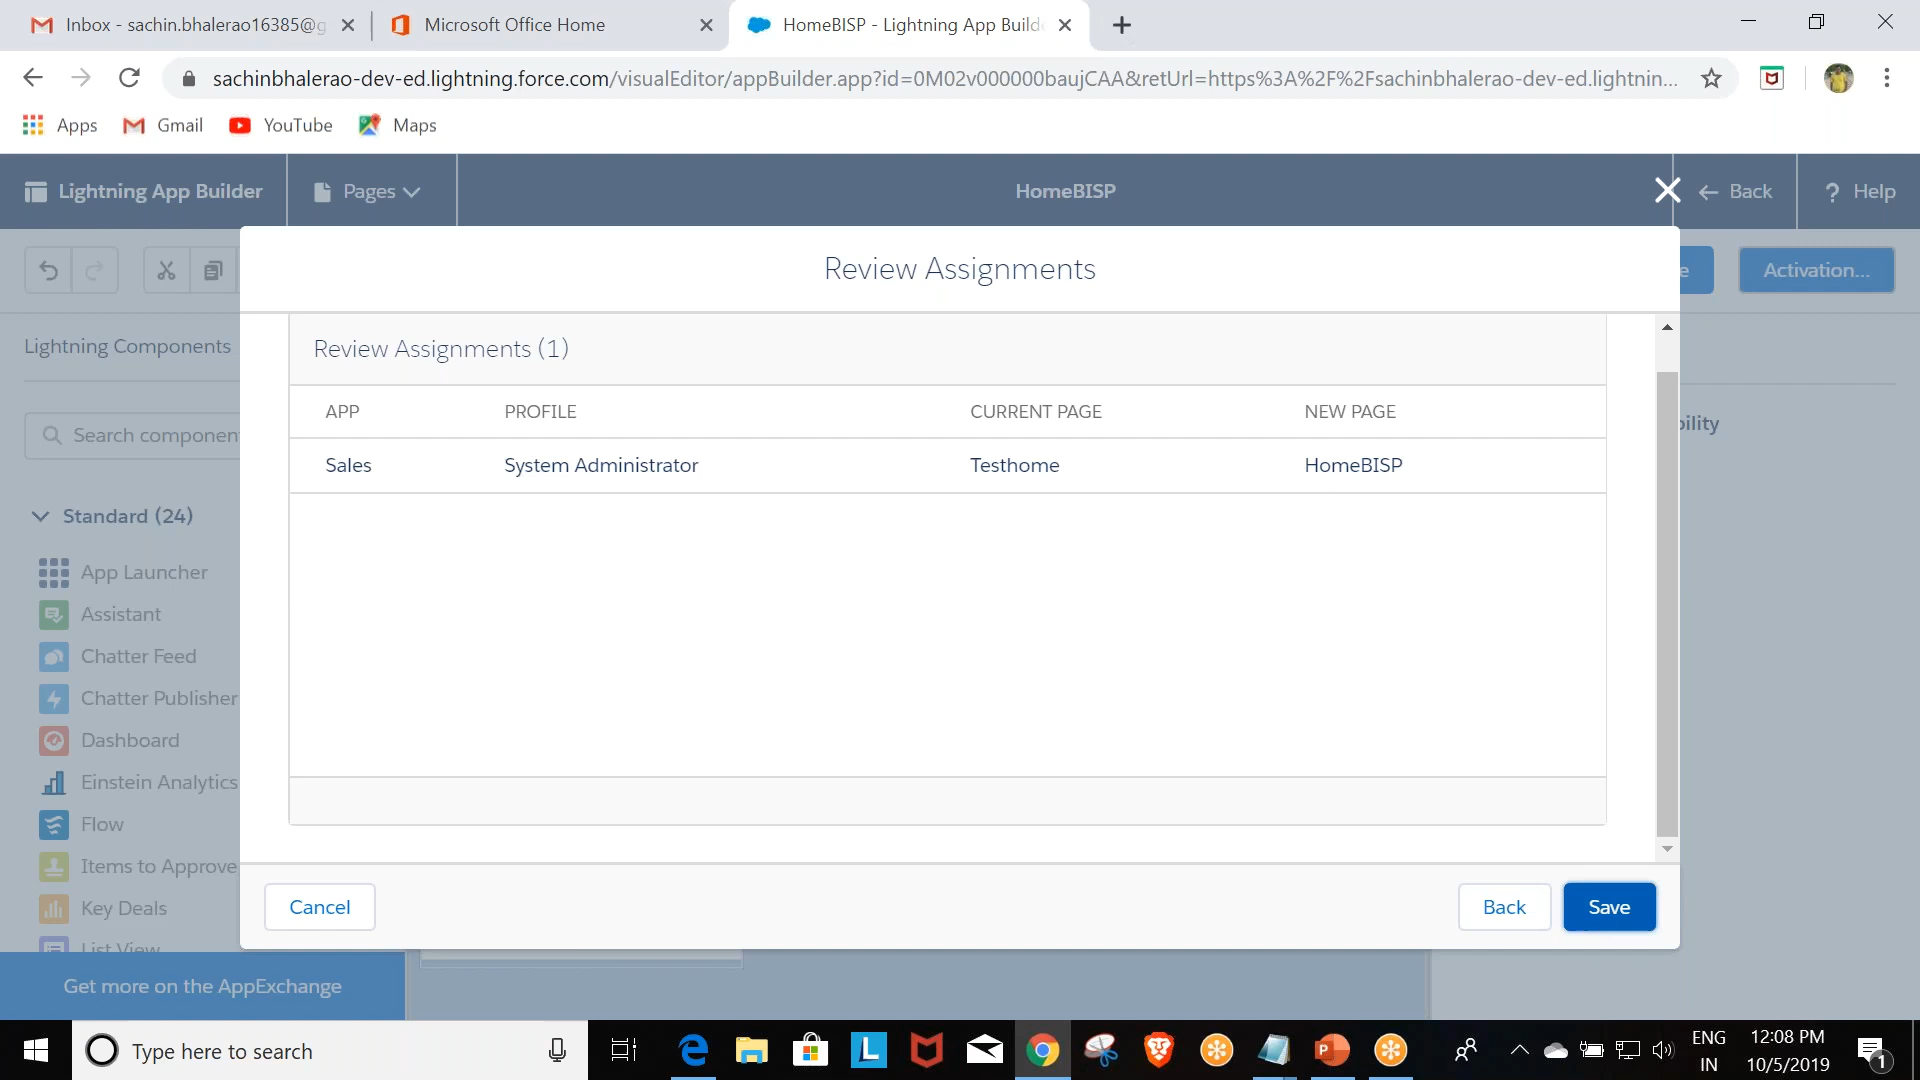 Inbox - sachin.bhalerao16385@g
Microsoft Office Home
HomeBISP - Lightning App Builde
sachinbhalerao-dev-ed.lightning.force.com/visualEditor/appBuilder.app?id=0M02v000000baujCAA&retUrl=https%3A%2F%2Fsachinbhalerao-dev-ed.lightnin...
Apps
Gmail
YouTube
Maps
Lightning App Builder
Pages
HomeBISP
Back
? Help
Activation...
Review Assignments
Lightning Components
Search component
Standard (24)
App Launcher
Assistant
Chatter Feed
Chatter Publisher
Dashboard
Einstein Analytics
Flow
Items to Approve
Key Deals
List View
Get more on the AppExchange
Review Assignments (1)
APP PROFILE CURRENT PAGE NEW PAGE
Sales System Administrator Testhome HomeBISP
Cancel
Back
Save
Type here to search
ENG
IN
12:08 PM
10/5/2019
1